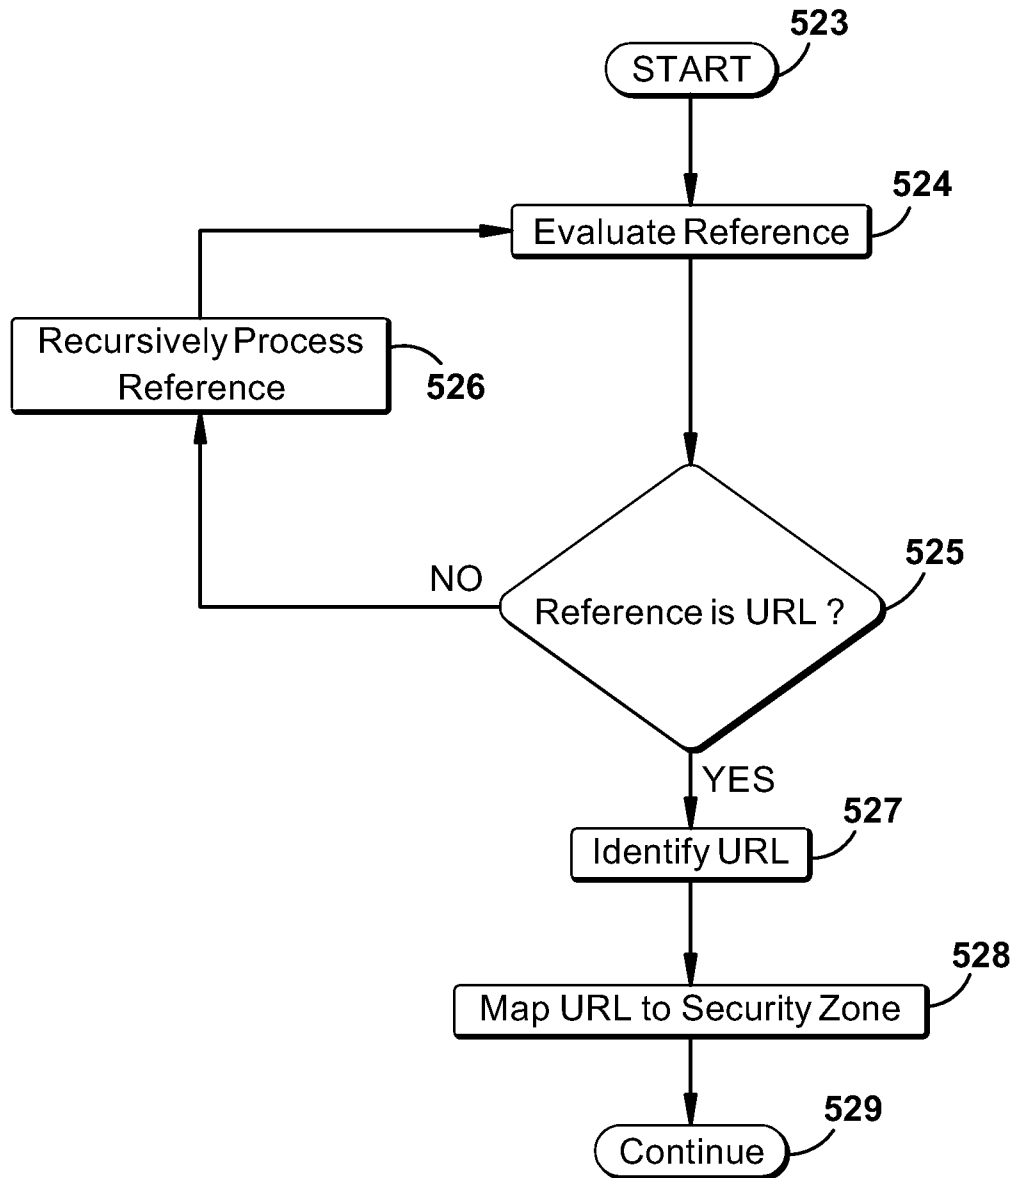 523
START
524
Evaluate Reference
Recursively Process
Reference
526
525
NO
Reference is URL ?
YES
527
Identify URL
528
Map URL to Security Zone
529
Continue